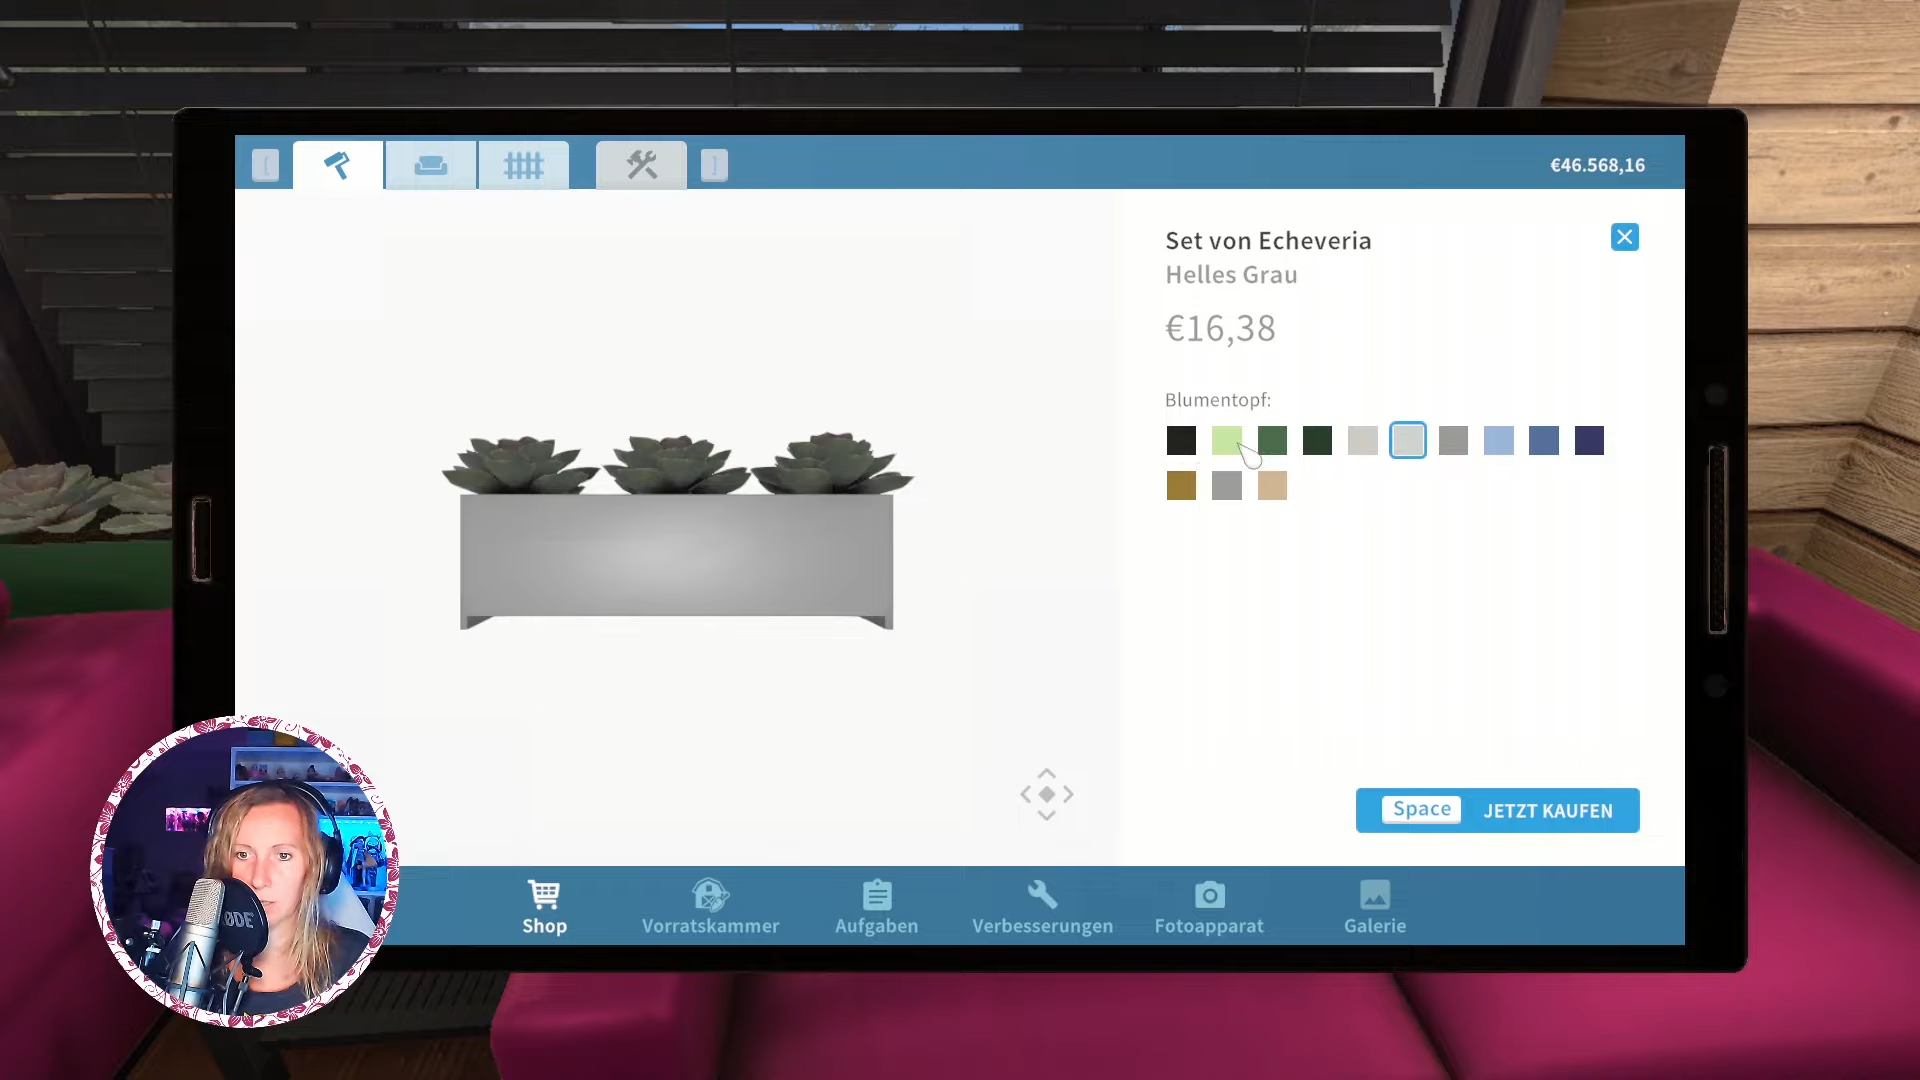 [ ]
€46.568,16
Set von Echeveria
Helles Grau
€16,38
Blumentopf:
Space JETZT KAUFEN
Shop
Vorratskammer
Aufgaben
Verbesserungen
Fotoapparat
Galerie
RØDE